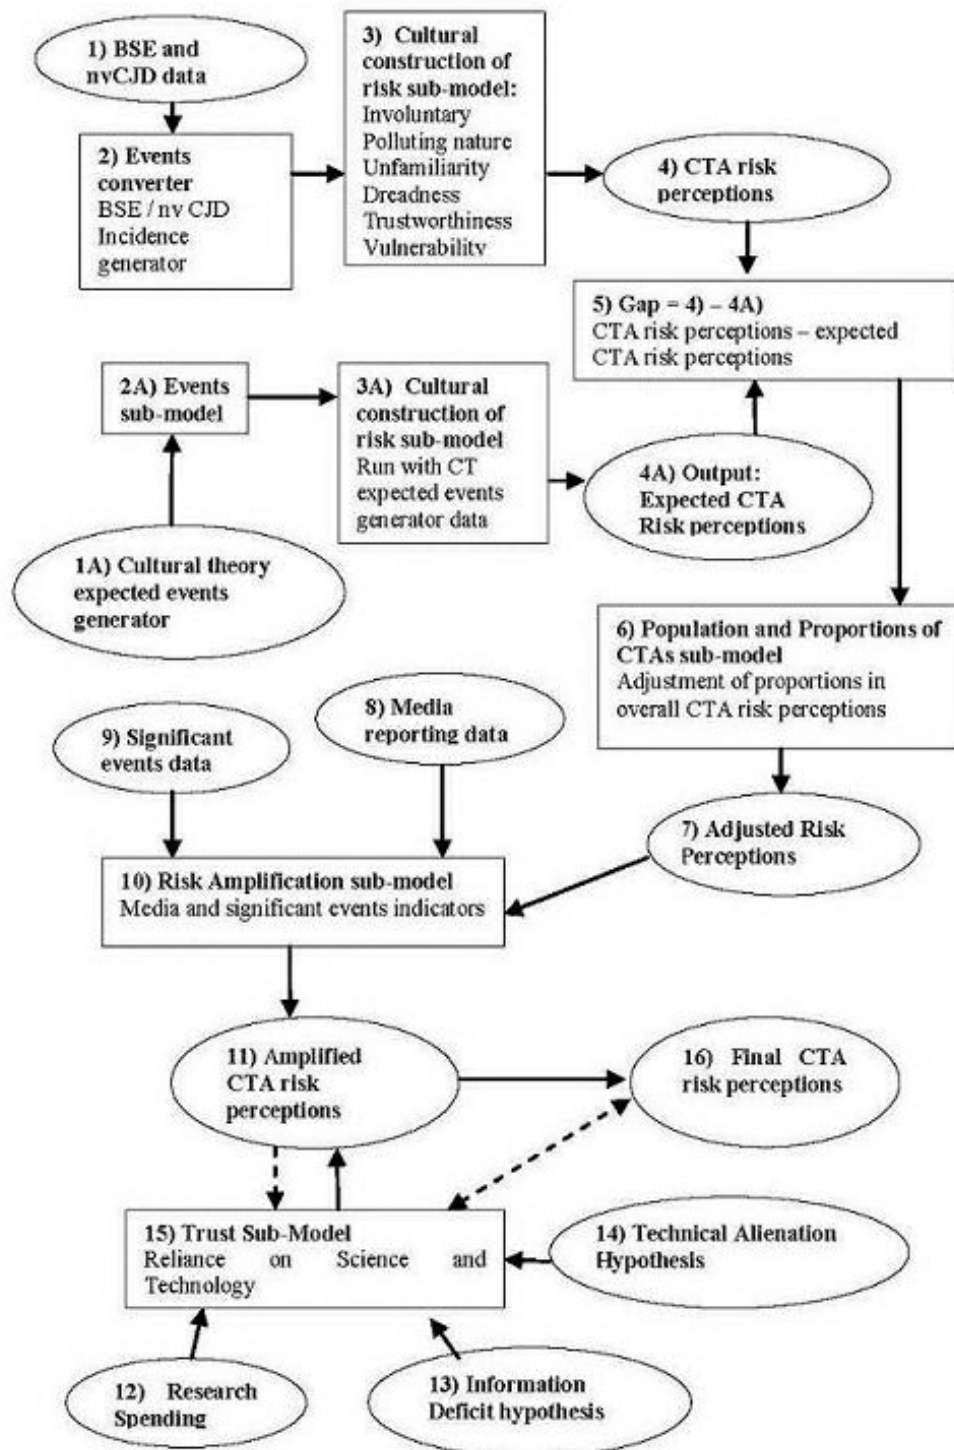 1) BSE and
nvCJD data
2) Events
converter
BSE / nv CJD
Incidence
generator
3) Cultural
construction of
risk sub-model:
Involuntary
Polluting nature
Unfamiliarity
Dreadness
Trustworthiness
Vulnerability
4) CTA risk
perceptions
5) Gap = 4) – 4A)
CTA risk perceptions – expected
CTA risk perceptions
2A) Events
sub-model
3A) Cultural
construction of
risk sub-model
Run with CT
expected events
generator data
4A) Output:
Expected CTA
Risk perceptions
1A) Cultural theory
expected events
generator
6) Population and Proportions of
CTAs sub-model
Adjustment of proportions in
overall CTA risk perceptions
8) Media
reporting data
9) Significant
events data
7) Adjusted Risk
Perceptions
10) Risk Amplification sub-model
Media and significant events indicators
11) Amplified
CTA risk
perceptions
16) Final CTA
risk perceptions
15) Trust Sub-Model
Reliance on Science and
Technology
14) Technical Alienation
Hypothesis
12) Research
Spending
13) Information
Deficit hypothesis